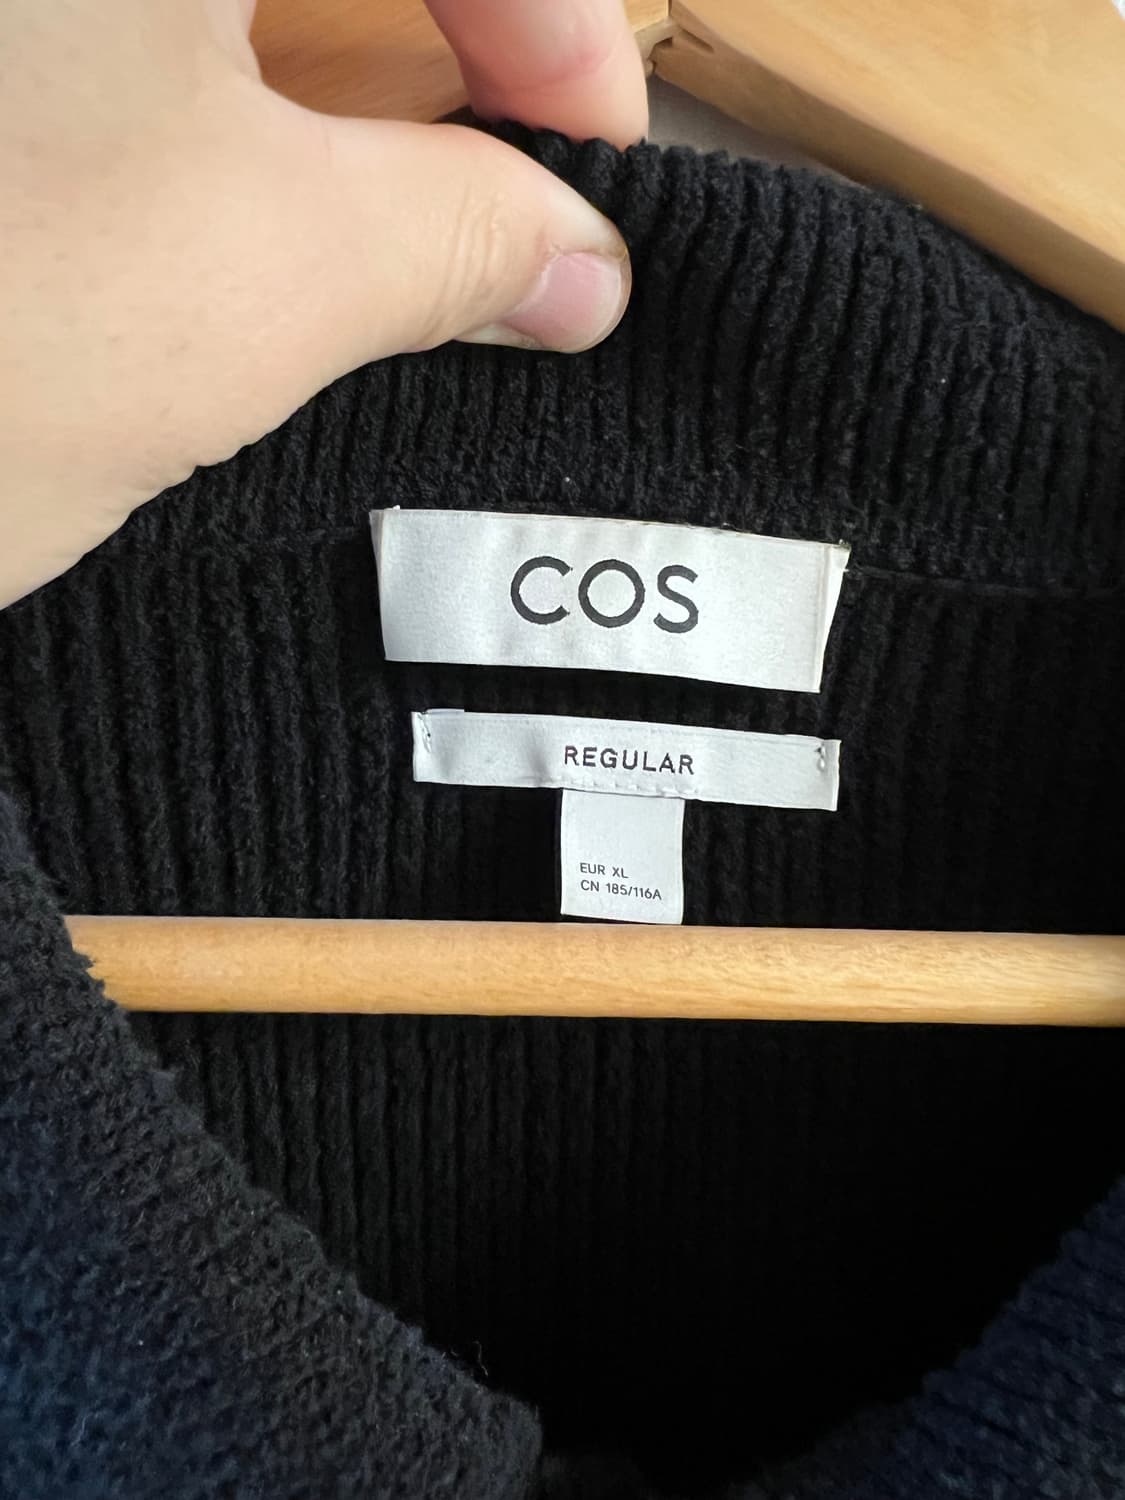 COS
REGULAR
EUR XL
CN 185/116A